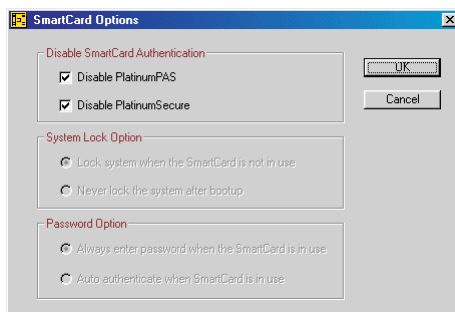 SmartCard Options
Disable SmartCard Authentication
Disable PlatinumPAS
Disable PlatinumSecure
OK
Cancel
System Lock Option
Lock system when the SmartCard is not in use
Never lock the system after bootup
Password Option
Always enter password when the SmartCard is in use
Auto authenticate when SmartCard is in use